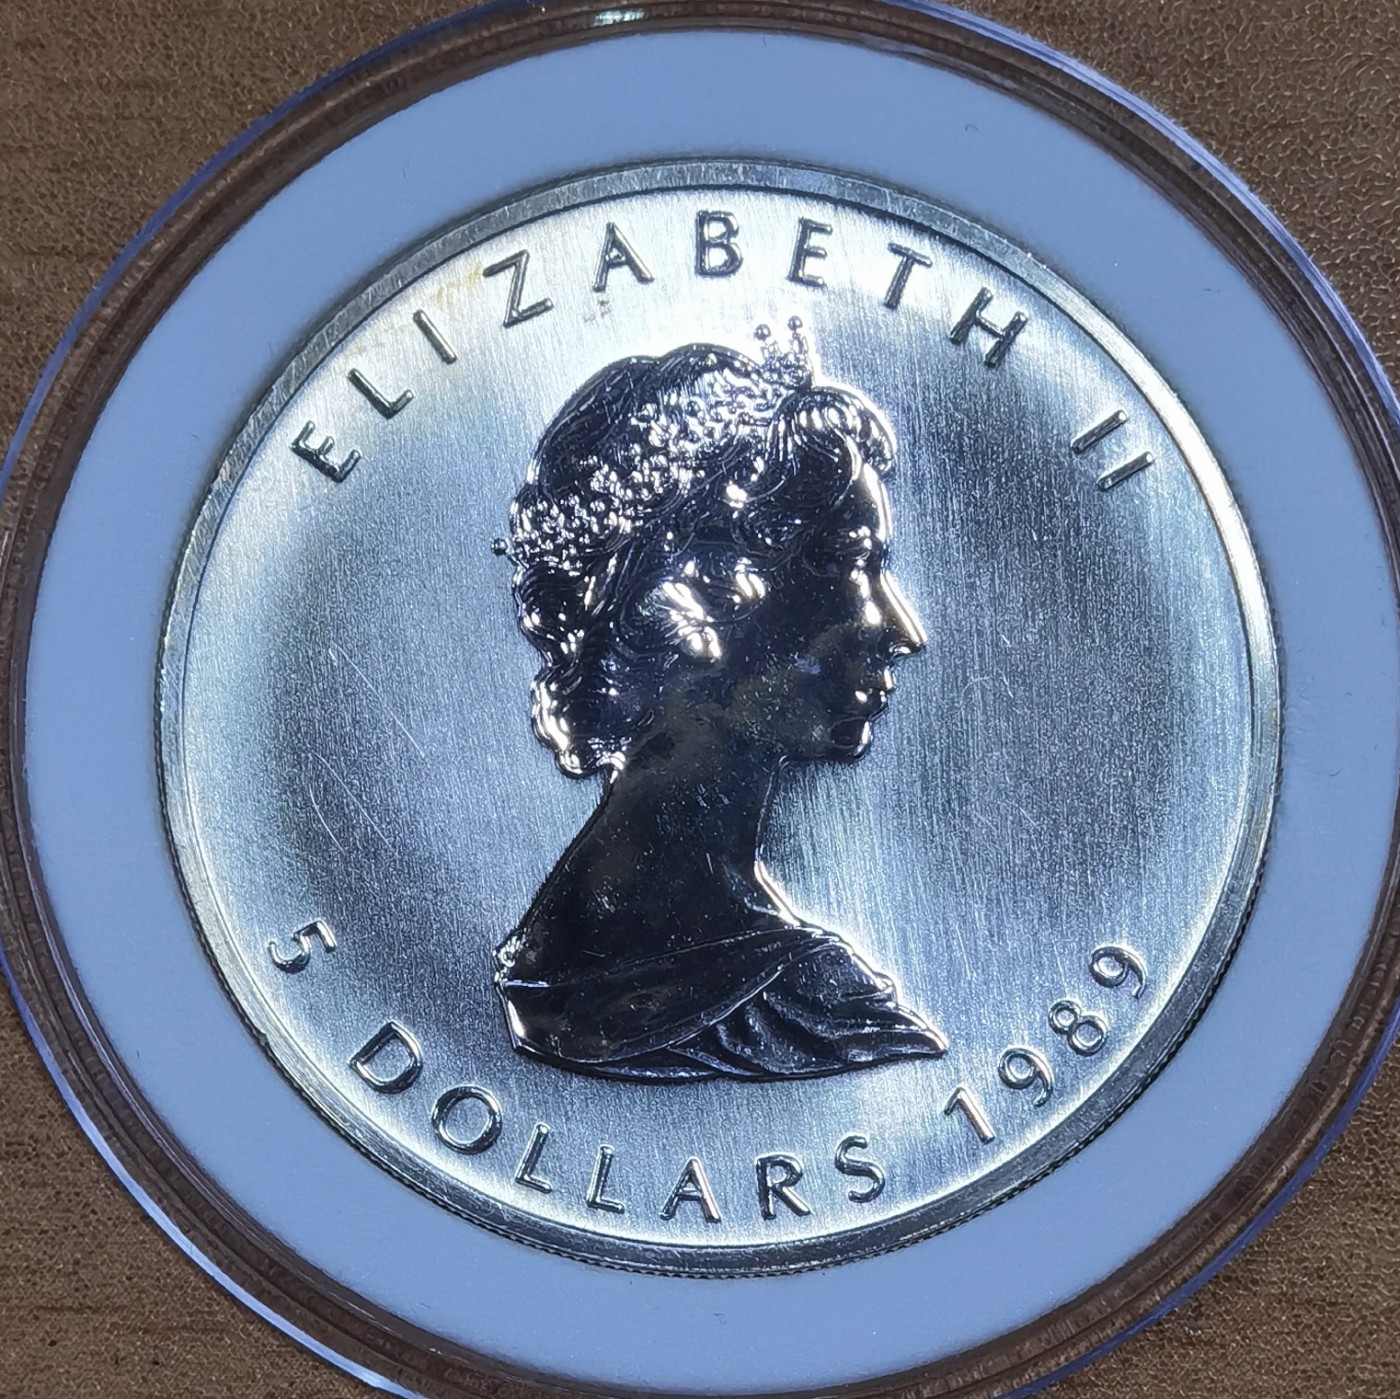 ELIZABETH II
5 DOLLARS 1989